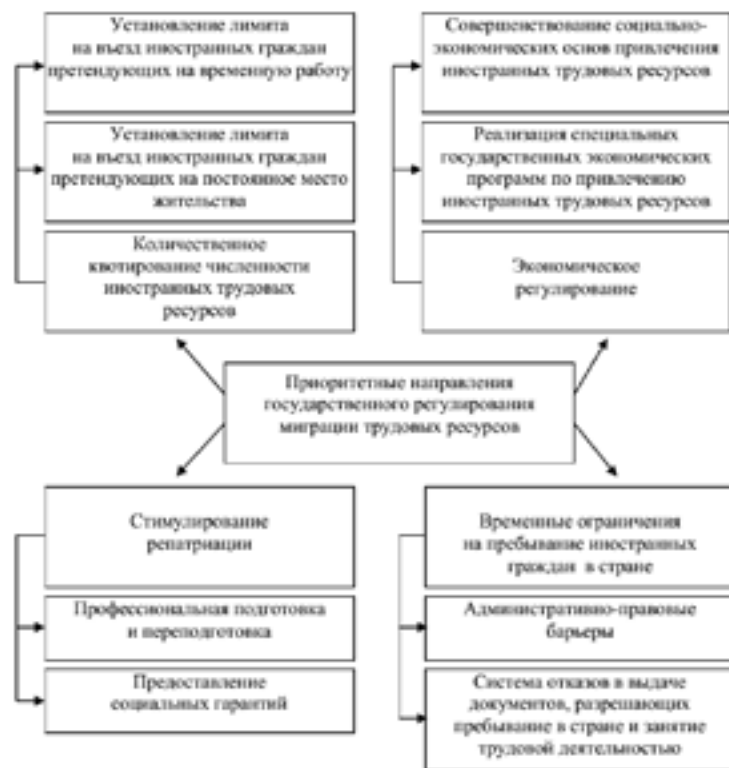 Установление лимита
на въезд иностранных граждан
претендующих на временную работу
Установление лимита
на въезд иностранных граждан
претендующих на постоянное место
жительства
Количественное
квотирование численности
иностранных трудовых
ресурсов
Совершенствование социально-
экономических основ привлечения
иностранных трудовых ресурсов
Реализация специальных
государственных экономических
программ по привлечению
иностранных трудовых ресурсов
Экономическое
регулирование
Приоритетные направления
государственного регулирования
миграции трудовых ресурсов
Стимулирование
репатриации
Профессиональная подготовка
и переподготовка
Предоставление
социальных гарантий
Временные ограничения
на пребывание иностранных
граждан в стране
Административно-правовые
барьеры
Система отказов в выдаче
документов, разрешающих
пребывание в стране и занятие
трудовой деятельностью